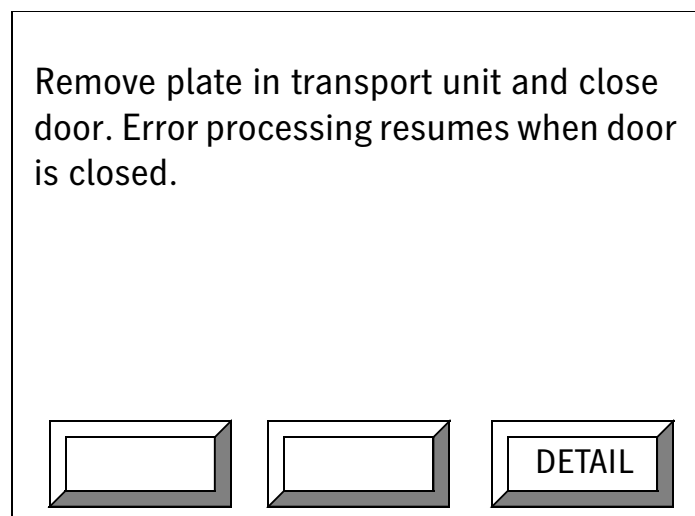 Remove plate in transport unit and close
door. Error processing resumes when door
is closed.
DETAIL